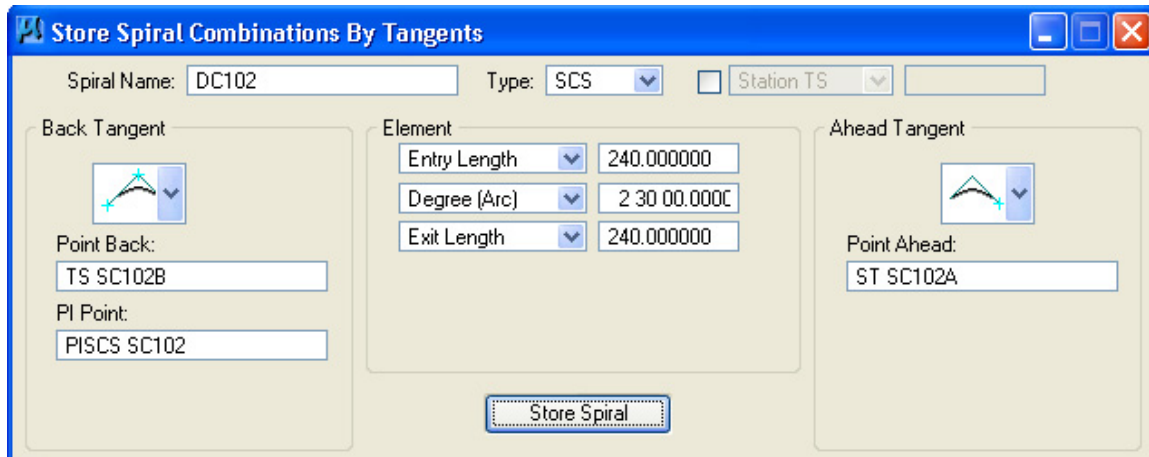 Store Spiral Combinations By Tangents
Spiral Name: DC102 Type: SCS Station TS
Back Tangent
Point Back:
TS SC102B
PI Point:
PISCS SC102
Element
Entry Length 240.000000
Degree (Arc) 2 30 00.000C
Exit Length 240.000000
Store Spiral
Ahead Tangent
Point Ahead:
ST SC102A